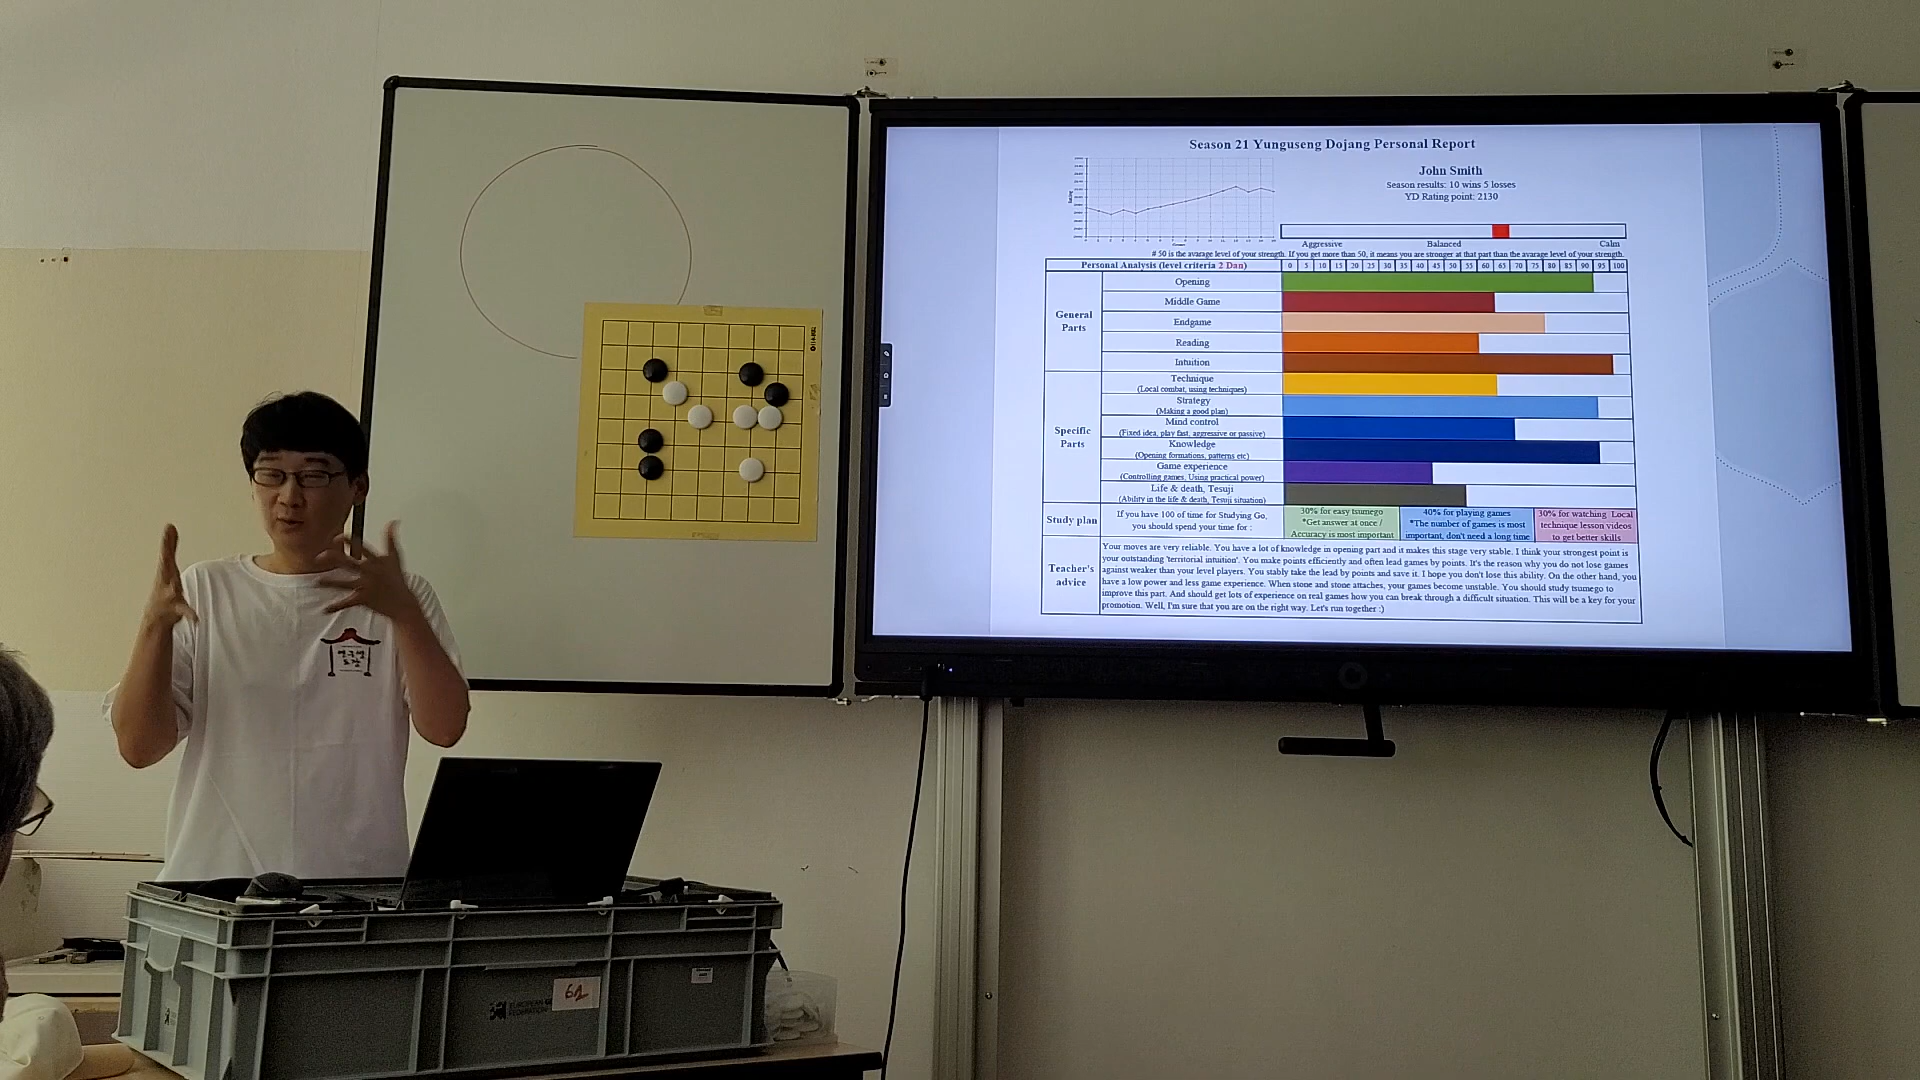 Season 21 Yunguseng Dojang Personal Report
John Smith
Season results: 10 wins 5 losses
YD Rating point: 2130
Aggressive Balanced Calm
# 50 is the avarage level of your strength. If you get more than 50, it means you are stronger at that part than the avarage level of your strength.
Personal Analysis (level criteria 2 Dan) 0 5 10 15 20 25 30 35 40 45 50 55 60 65 70 75 80 85 90 95 100
General Parts
Opening
Middle Game
Endgame
Reading
Intuition
Specific Parts
Technique
(Local combat, using techniques)
Strategy
(Making a good plan)
Mind control
(Fixed idea, play fast, aggressive or passive)
Knowledge
(Opening formations, patterns etc)
Game experience
(Controlling games, Using practical power)
Life & death, Tesuji
(Ability in the life & death, Tesuji situation)
Study plan
If you have 100 of time for Studying Go,
you should spend your time for :
30% for easy tsumego
*Get answer at once /
Accuracy is most important
40% for playing games
*The number of games is most
important, don't need a long time
30% for watching Local
technique lesson videos
to get better skills
Teacher's advice
Your moves are very reliable. You have a lot of knowledge in opening part and it makes this stage very stable. I think your strongest point is
your outstanding 'territorial intuition'. You make points efficiently and often lead games by points. It's the reason why you do not lose games
against weaker than your level players. You stably take the lead by points and save it. I hope you don't lose this ability. On the other hand, you
have a low power and less game experience. When stone and stone attaches, your games become unstable. You should study tsumego to
improve this part. And should get lots of experience on real games how you can break through a difficult situation. This will be a key for your
promotion. Well, I'm sure that you are on the right way. Let's run together :)
연구생
도장
EUROPEAN GO
FEDERATION
61